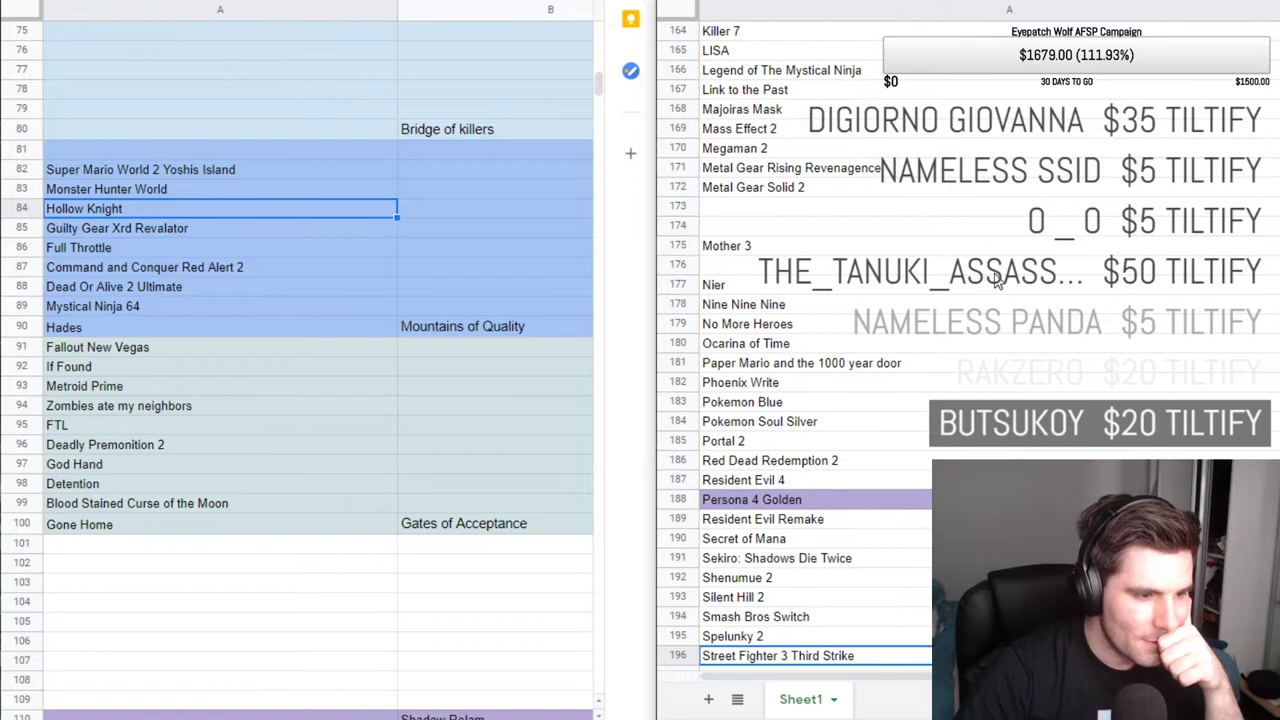 A
B
75
76
77
78
79
80 Bridge of killers
81
82 Super Mario World 2 Yoshis Island
83 Monster Hunter World
84 Hollow Knight
85 Guilty Gear Xrd Revalator
86 Full Throttle
87 Command and Conquer Red Alert 2
88 Dead Or Alive 2 Ultimate
89 Mystical Ninja 64
90 Hades Mountains of Quality
91 Fallout New Vegas
92 If Found
93 Metroid Prime
94 Zombies ate my neighbors
95 FTL
96 Deadly Premonition 2
97 God Hand
98 Detention
99 Blood Stained Curse of the Moon
100 Gone Home Gates of Acceptance
101
102
103
104
105
106
107
108
109
110 Shadow Relam
A
164 Killer 7
165 LISA
166 Legend of The Mystical Ninja
167 Link to the Past
168 Majoiras Mask
169 Mass Effect 2
170 Megaman 2
171 Metal Gear Rising Revenagence
172 Metal Gear Solid 2
173
174
175 Mother 3
176
177 Nier
178 Nine Nine Nine
179 No More Heroes
180 Ocarina of Time
181 Paper Mario and the 1000 year door
182 Phoenix Write
183 Pokemon Blue
184 Pokemon Soul Silver
185 Portal 2
186 Red Dead Redemption 2
187 Resident Evil 4
188 Persona 4 Golden
189 Resident Evil Remake
190 Secret of Mana
191 Sekiro: Shadows Die Twice
192 Shenumue 2
193 Silent Hill 2
194 Smash Bros Switch
195 Spelunky 2
196 Street Fighter 3 Third Strike
Sheet1
Eyepatch Wolf AFSP Campaign
$1679.00 (111.93%)
$0 30 DAYS TO GO $1500.00
DIGIORNO GIOVANNA $35 TILTIFY
NAMELESS SSID $5 TILTIFY
0 _ 0 $5 TILTIFY
THE_TANUKI_ASSASS... $50 TILTIFY
NAMELESS PANDA $5 TILTIFY
RAKZERO $20 TILTIFY
BUTSUKOY $20 TILTIFY